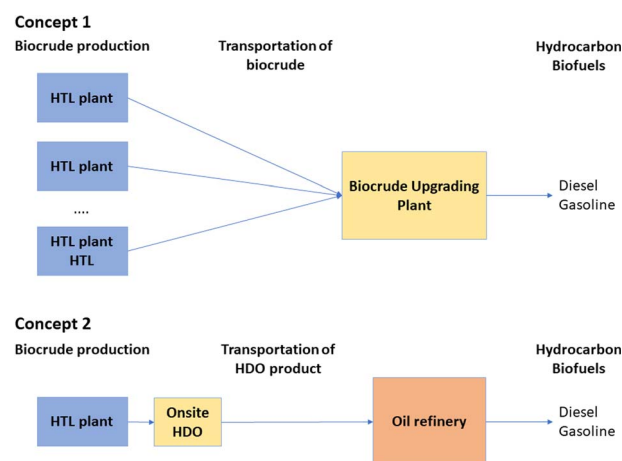 Concept 1
Biocrude production
Transportation of
biocrude
Hydrocarbon
Biofuels
HTL plant
HTL plant
....
HTL plant
HTL
Biocrude Upgrading
Plant
Diesel
Gasoline
Concept 2
Biocrude production
Transportation of
HDO product
Hydrocarbon
Biofuels
HTL plant
Onsite
HDO
Oil refinery
Diesel
Gasoline